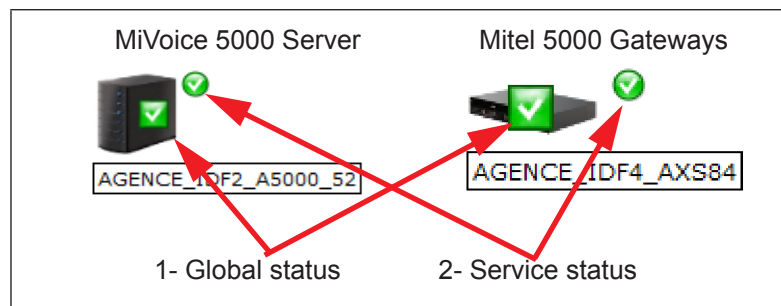 MiVoice 5000 Server
Mitel 5000 Gateways
AGENCE_IDF2_A5000_52
AGENCE_IDF4_AXS84
1- Global status
2- Service status